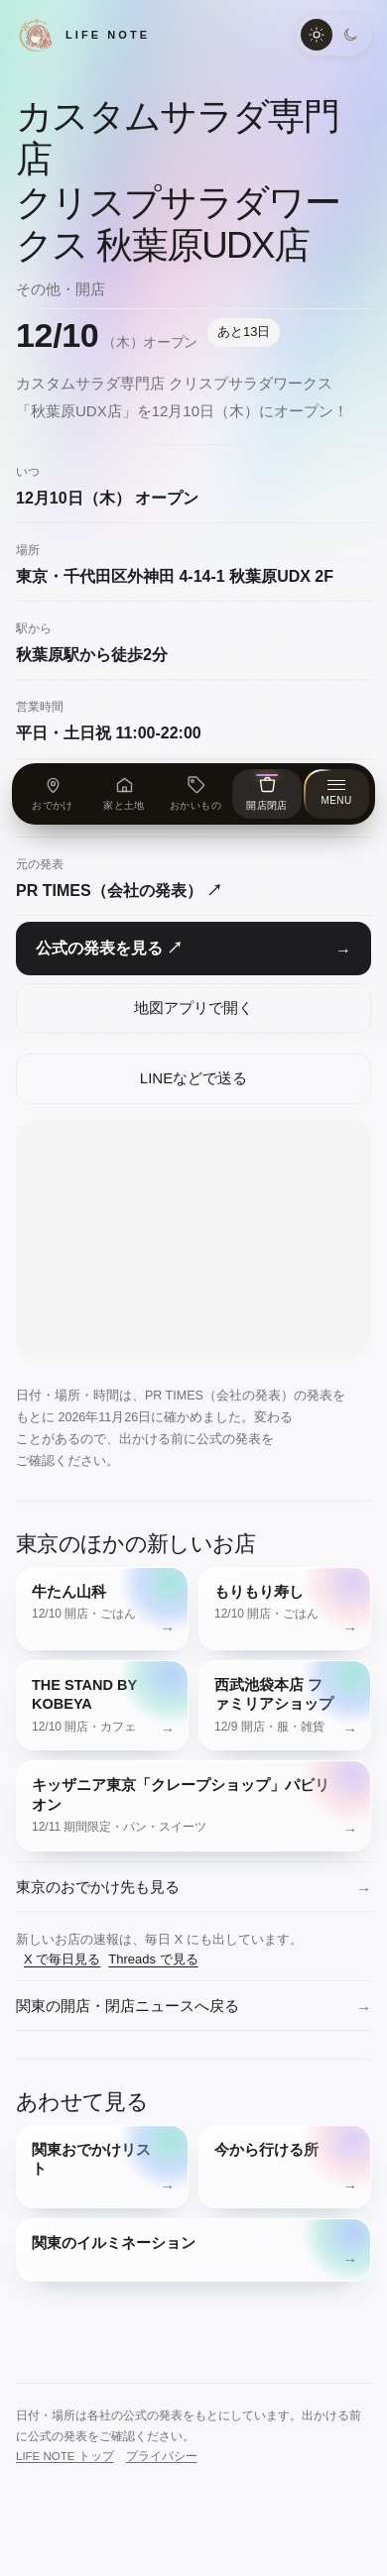 LIFE NOTE
カスタムサラダ専門
店
クリスプサラダワー
クス 秋葉原UDX店
その他・開店
12/10 （木）オープン あと13日
カスタムサラダ専門店 クリスプサラダワークス
「秋葉原UDX店」を12月10日（木）にオープン！
いつ
12月10日（木） オープン
場所
東京・千代田区外神田 4-14-1 秋葉原UDX 2F
駅から
秋葉原駅から徒歩2分
営業時間
平日・土日祝 11:00-22:00
おでかけ 家と土地 おかいもの 開店閉店 MENU
元の発表
PR TIMES（会社の発表） ↗
公式の発表を見る ↗ →
地図アプリで開く
LINEなどで送る
日付・場所・時間は、PR TIMES（会社の発表）の発表を
もとに 2026年11月26日に確かめました。変わる
ことがあるので、出かける前に公式の発表を
ご確認ください。
東京のほかの新しいお店
牛たん山科
12/10 開店・ごはん →
もりもり寿し
12/10 開店・ごはん →
THE STAND BY
KOBEYA
12/10 開店・カフェ →
西武池袋本店 フ
ァミリアショップ
12/9 開店・服・雑貨 →
キッザニア東京「クレープショップ」パビリ
オン
12/11 期間限定・パン・スイーツ →
東京のおでかけ先も見る →
新しいお店の速報は、毎日 X にも出しています。
X で毎日見る Threads で見る
関東の開店・閉店ニュースへ戻る →
あわせて見る
関東おでかけリス
ト →
今から行ける所 →
関東のイルミネーション →
日付・場所は各社の公式の発表をもとにしています。出かける前
に公式の発表をご確認ください。
LIFE NOTE トップ プライバシー